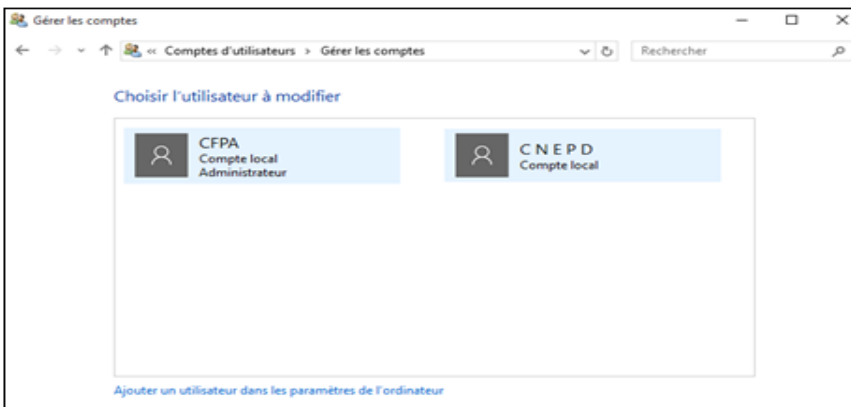 Gérer les comptes
« Comptes d'utilisateurs > Gérer les comptes
Rechercher
Choisir l'utilisateur à modifier
CFPA
Compte local
Administrateur
C N E P D
Compte local
Ajouter un utilisateur dans les paramètres de l'ordinateur